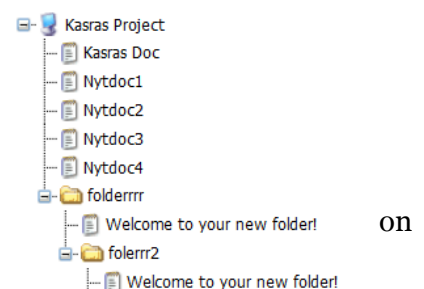 Kasras Project
Kasras Doc
Nytdoc1
Nytdoc2
Nytdoc3
Nytdoc4
folderrrr
Welcome to your new folder! on
folerrr2
Welcome to your new folder!